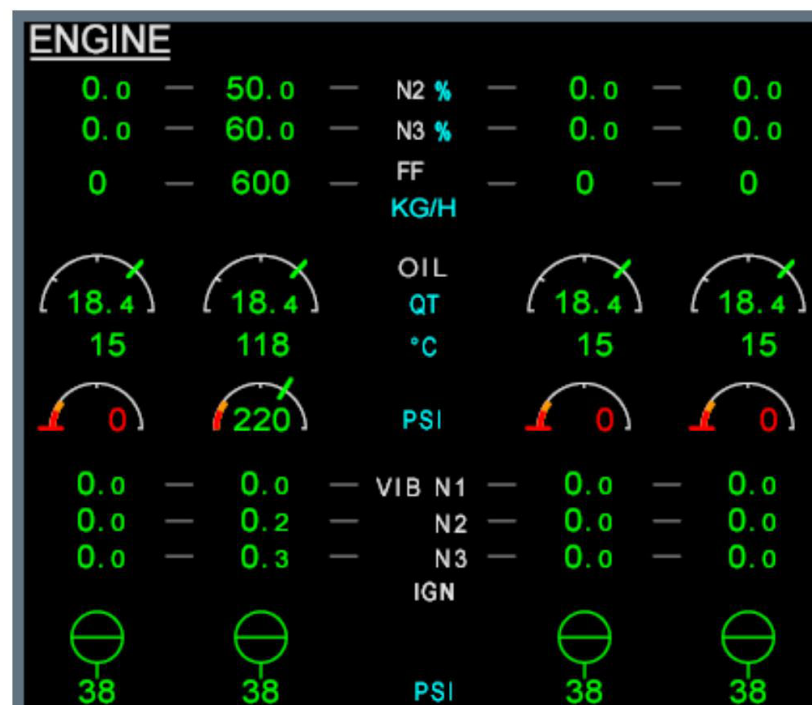 ENGINE
0.0 — 50.0 — N2 % — 0.0 — 0.0
0.0 — 60.0 — N3 % — 0.0 — 0.0
0 — 600 — FF — 0 — 0
KG/H
OIL
18.4 18.4 QT 18.4 18.4
15 118 °C 15 15
0 220 PSI 0 0
0.0 — 0.0 — VIB N1 — 0.0 — 0.0
0.0 — 0.2 — N2 — 0.0 — 0.0
0.0 — 0.3 — N3 — 0.0 — 0.0
IGN
38 38 PSI 38 38